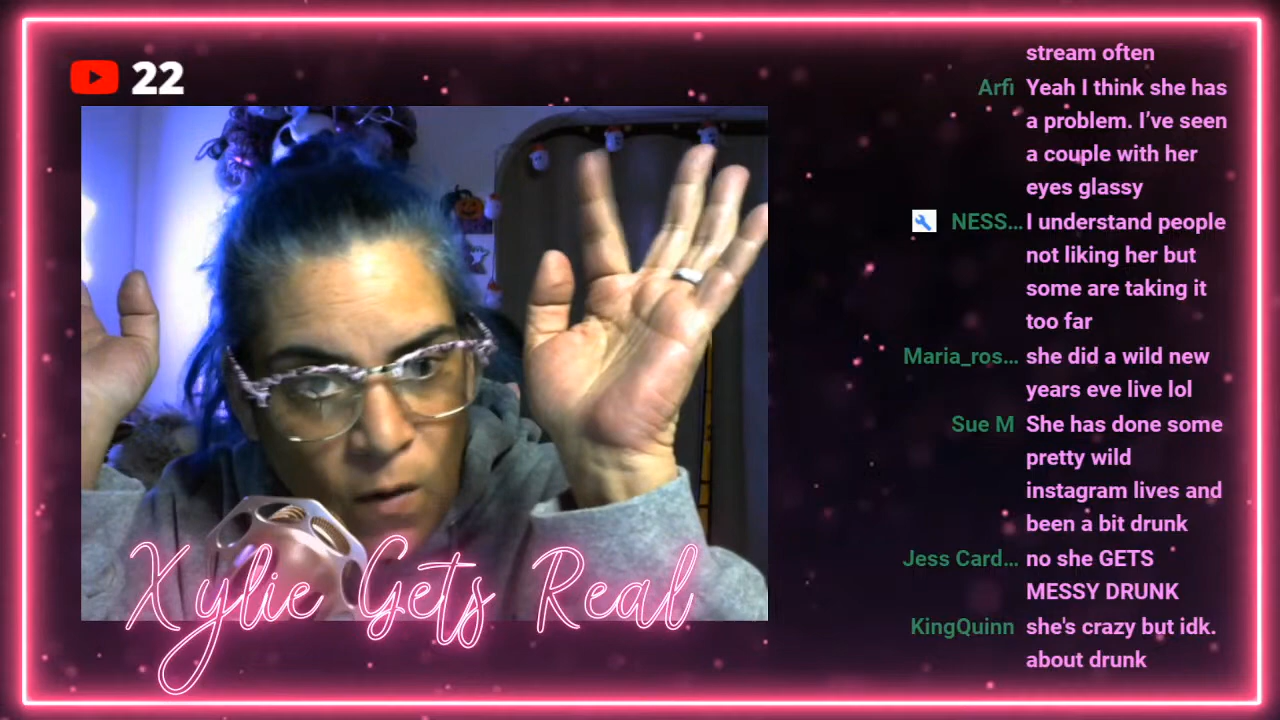 22
Xylie Gets Real
stream often
Arfi Yeah I think she has
a problem. I’ve seen
a couple with her
eyes glassy
NESS... I understand people
not liking her but
some are taking it
too far
Maria_ros... she did a wild new
years eve live lol
Sue M She has done some
pretty wild
instagram lives and
been a bit drunk
Jess Card... no she GETS
MESSY DRUNK
KingQuinn she's crazy but idk.
about drunk